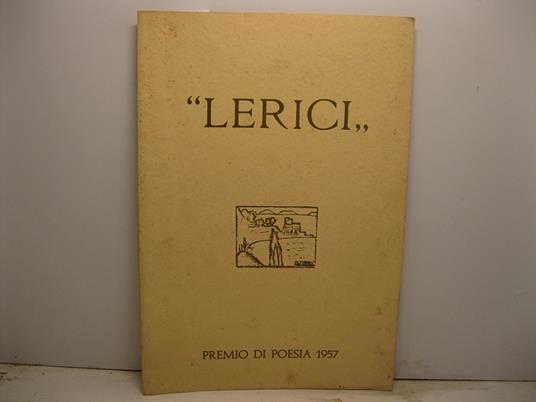 “LERICI„
PREMIO DI POESIA 1957